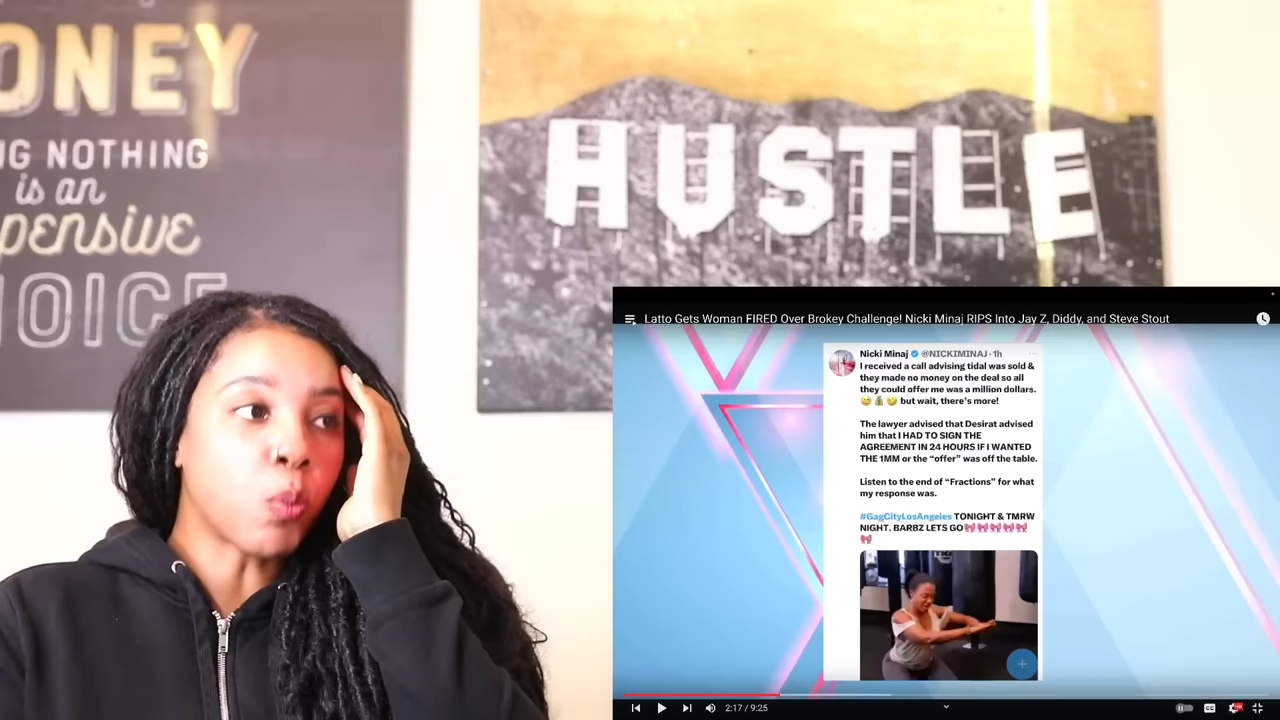 ONEY
NG NOTHING
is an
pensive
HOICE
HUSTLE
Latto Gets Woman FIRED Over Brokey Challenge! Nicki Minaj RIPS Into Jay Z, Diddy, and Steve Stout
Nicki Minaj @NICKIMINAJ · 1h
I received a call advising tidal was sold &
they made no money on the deal so all
they could offer me was a million dollars.
😅 💰 🤣 but wait, there's more!
The lawyer advised that Desirat advised
him that I HAD TO SIGN THE
AGREEMENT IN 24 HOURS IF I WANTED
THE 1MM or the "offer" was off the table.
Listen to the end of "Fractions" for what
my response was.
#GagCityLosAngeles TONIGHT & TMRW
NIGHT. BARBZ LETS GO🎀🎀🎀🎀🎀
🎀
2:17 / 9:25
CC
HD